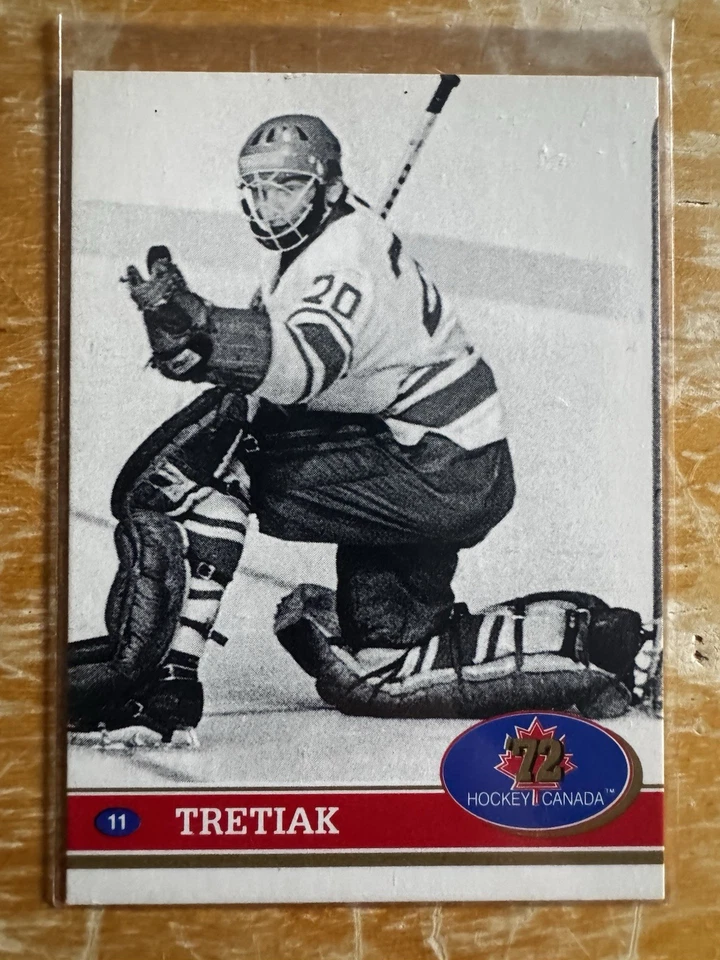 20
'72
HOCKEY CANADA™
11 TRETIAK